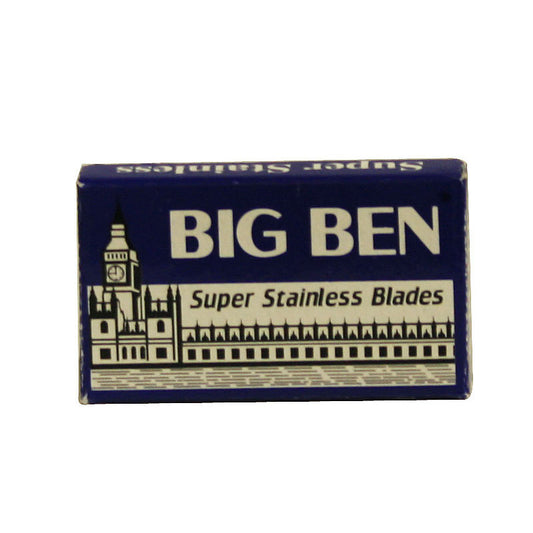 Super Stainless
BIG BEN
Super Stainless Blades